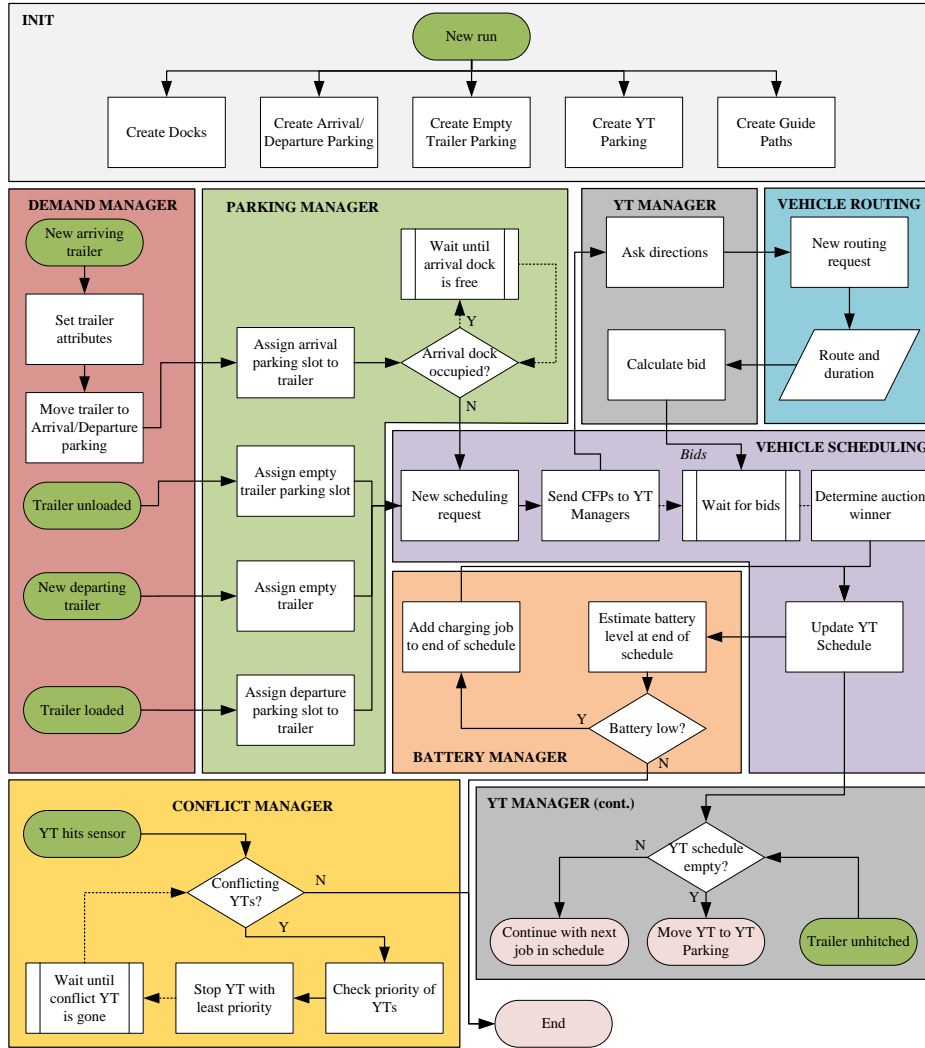 INIT
New run
Create Docks
Create Arrival/
Departure Parking
Create Empty
Trailer Parking
Create YT
Parking
Create Guide
Paths
DEMAND MANAGER
New arriving
trailer
Set trailer
attributes
Move trailer to
Arrival/Departure
parking
Trailer unloaded
New departing
trailer
Trailer loaded
PARKING MANAGER
Wait until
arrival dock
is free
Y
Assign arrival
parking slot to
trailer
Arrival dock
occupied?
N
Assign empty
trailer parking slot
Assign empty
trailer
Assign departure
parking slot to
trailer
YT MANAGER
Ask directions
Calculate bid
VEHICLE ROUTING
New routing
request
Route and
duration
VEHICLE SCHEDULING
Bids
New scheduling
request
Send CFPs to YT
Managers
Wait for bids
Determine auction
winner
Update YT
Schedule
Add charging job
to end of schedule
Estimate battery
level at end of
schedule
Y
Battery low?
N
BATTERY MANAGER
CONFLICT MANAGER
YT hits sensor
Conflicting
YTs?
N
Y
Wait until
conflict YT
is gone
Stop YT with
least priority
Check priority of
YTs
YT MANAGER (cont.)
N
YT schedule
empty?
Y
Continue with next
job in schedule
Move YT to YT
Parking
Trailer unhitched
End